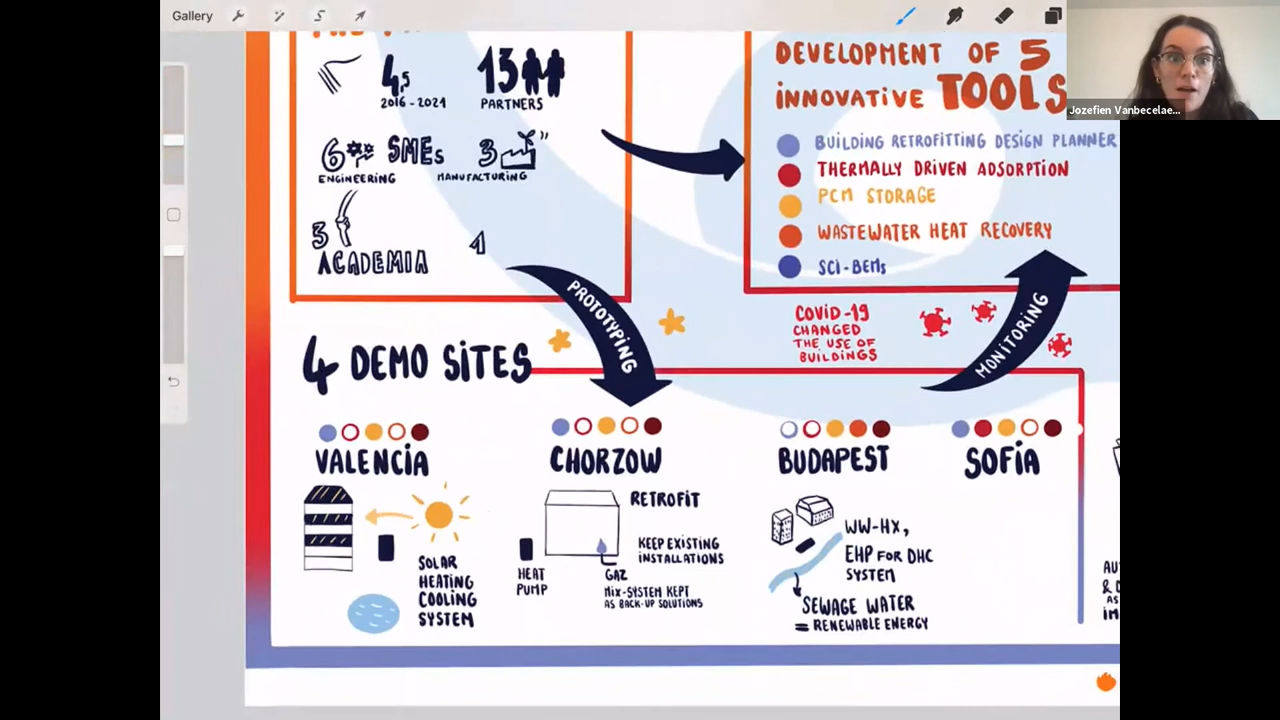 Gallery
4,5
2016-2021
13
PARTNERS
6 SMEs
ENGINEERING
3
MANUFACTURING
3
ACADEMIA
1
DEVELOPMENT OF 5
iNNOVATIVE TOOLS
BUILDING RETROFITTING DESIGN PLANNER
THERMALLY DRIVEN ADSORPTION
PCM STORAGE
WASTEWATER HEAT RECOVERY
SCI-BEMs
PROTOTYPING
COVID-19
CHANGED
THE USE OF
BUILDINGS
MONITORING
4 DEMO SITES
VALENCIA
CHORZOW
BUDAPEST
SOFIA
SOLAR
HEATING
COOLING
SYSTEM
RETROFIT
KEEP EXISTING
INSTALLATIONS
HEAT
PUMP
GAZ
MIX-SYSTEM KEPT
AS BACK-UP SOLUTIONS
WW-HX,
EHP FOR DHC
SYSTEM
SEWAGE WATER
= RENEWABLE ENERGY
Jozefien Vanbecelae...